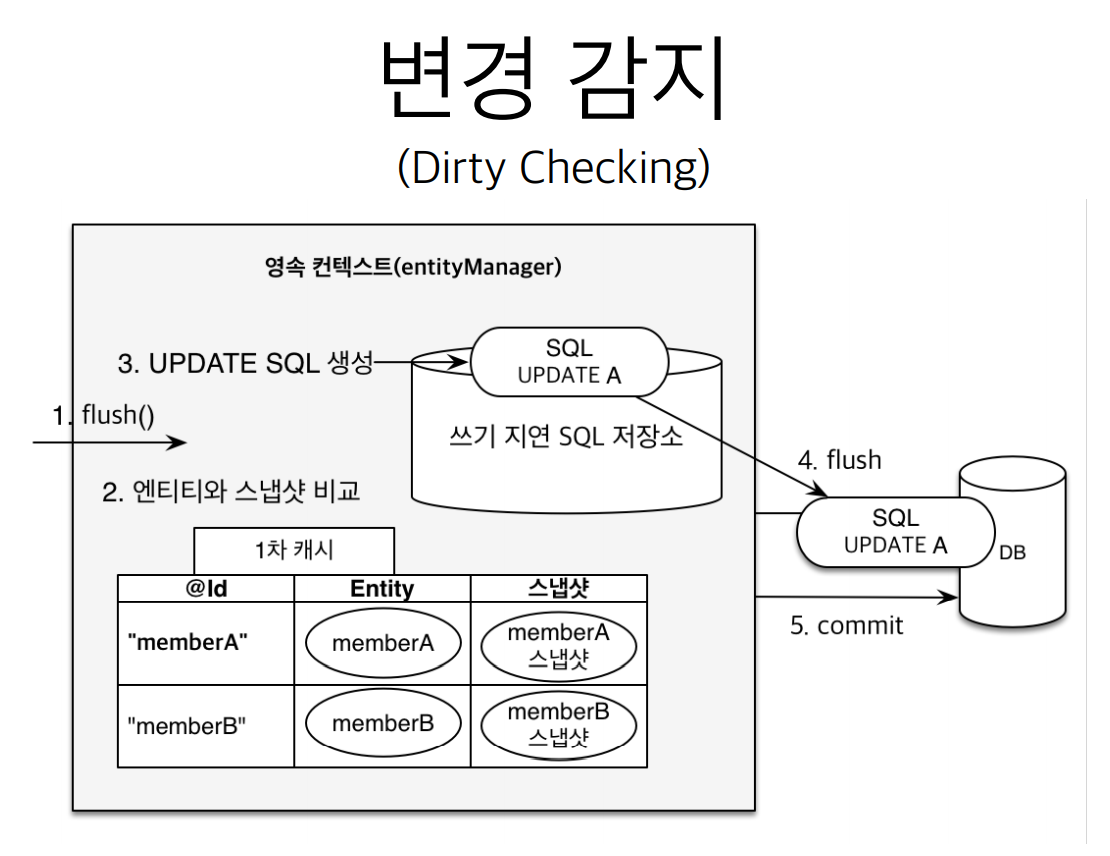 변경 감지
(Dirty Checking)
영속 컨텍스트(entityManager)
3. UPDATE SQL 생성
SQL
UPDATE A
1. flush()
쓰기 지연 SQL 저장소
4. flush
2. 엔티티와 스냅샷 비교
SQL
UPDATE A
DB
1차 캐시
@Id Entity 스냅샷
5. commit
"memberA" memberA memberA
스냅샷
"memberB" memberB memberB
스냅샷